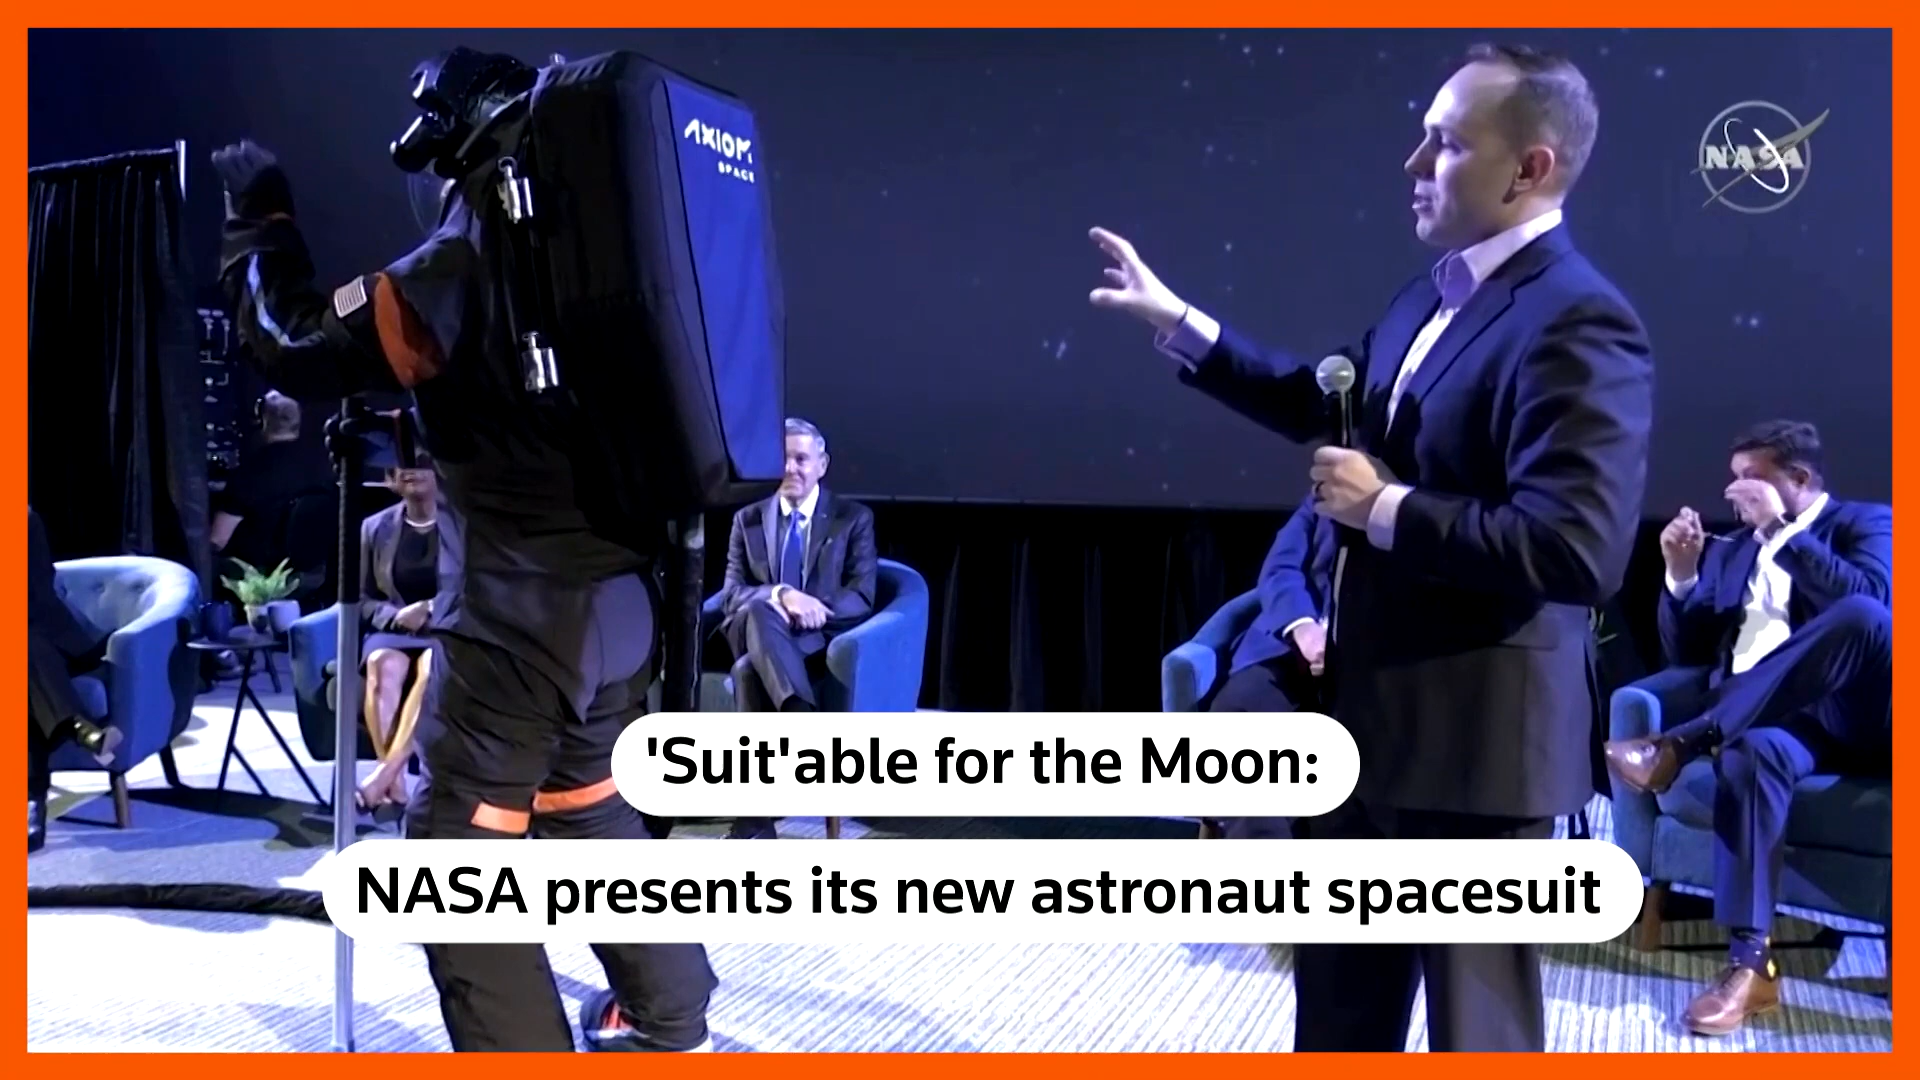 AXIOM
SPACE
NASA
'Suit'able for the Moon:
NASA presents its new astronaut spacesuit